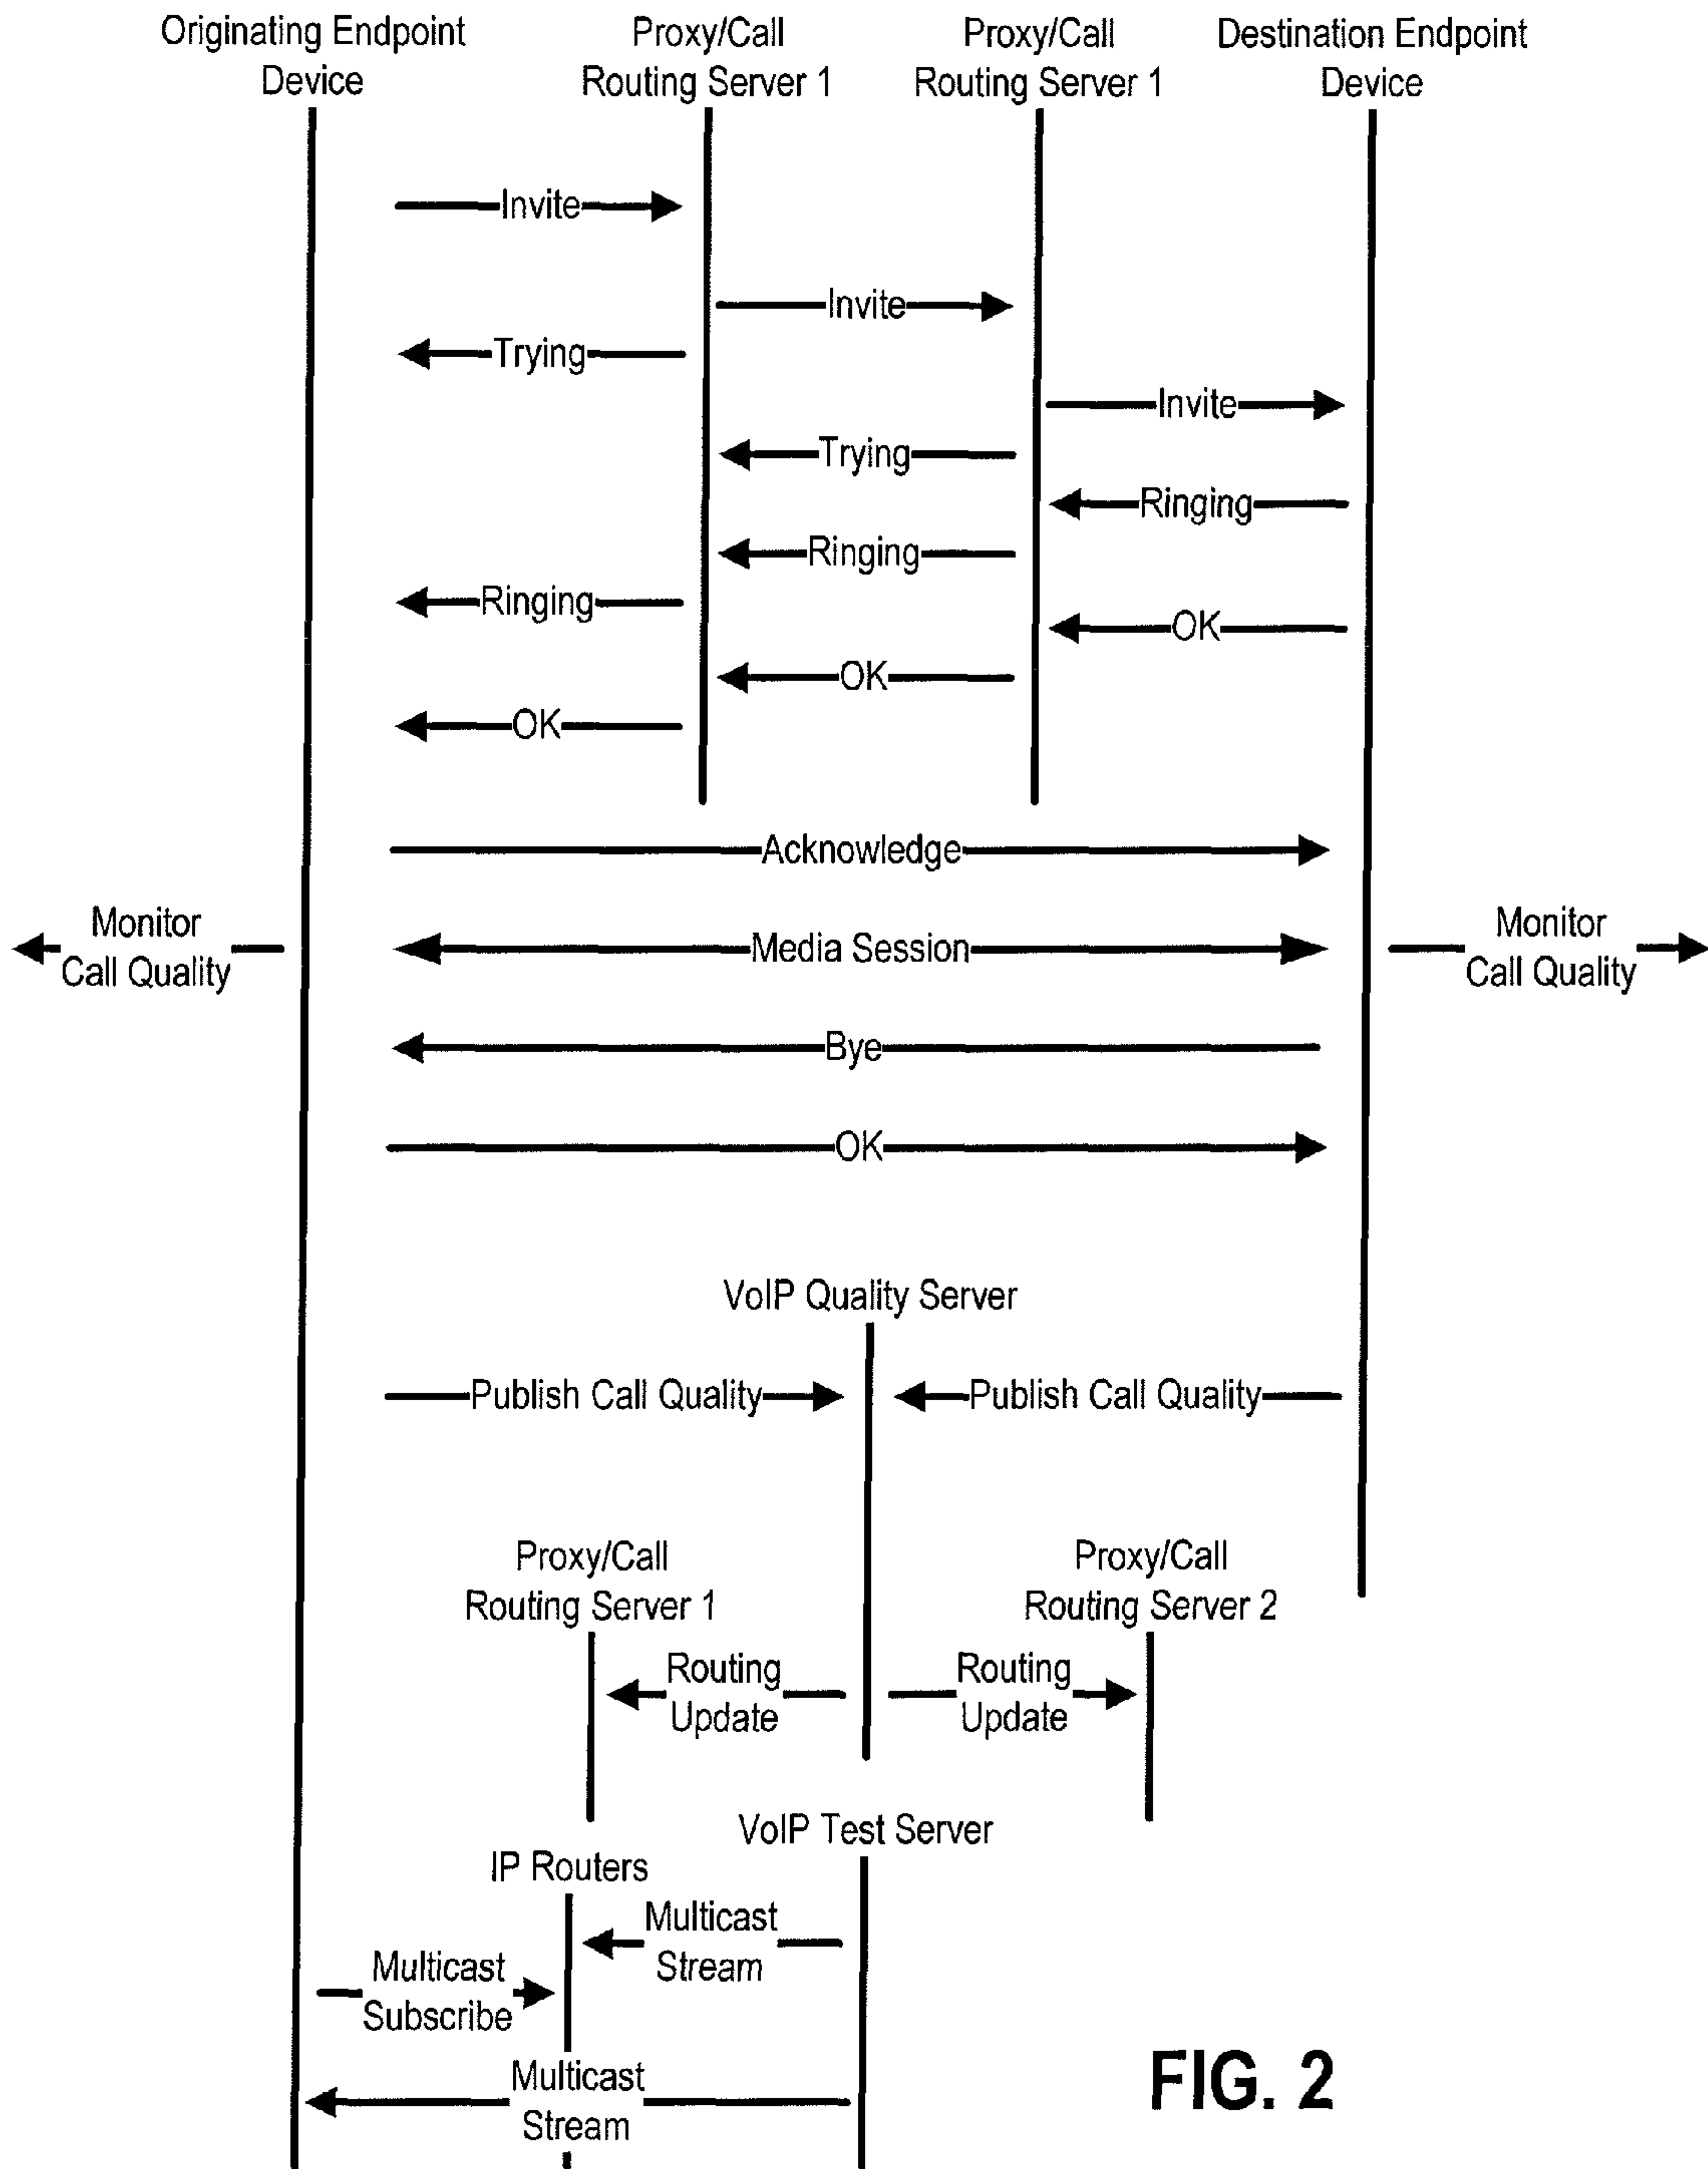 Originating Endpoint
Device
Proxy/Call
Routing Server 1
Proxy/Call
Routing Server 1
Destination Endpoint
Device
Invite
Invite
Trying
Invite
Trying
Ringing
Ringing
Ringing
OK
OK
OK
Acknowledge
Monitor
Call Quality
Media Session
Monitor
Call Quality
Bye
OK
VoIP Quality Server
Publish Call Quality
Publish Call Quality
Proxy/Call
Routing Server 1
Proxy/Call
Routing Server 2
Routing
Update
Routing
Update
VoIP Test Server
IP Routers
Multicast
Stream
Multicast
Subscribe
Multicast
Stream
FIG. 2